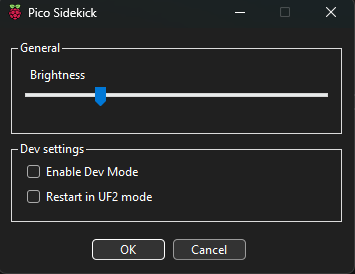 Pico Sidekick
General
Brightness
Dev settings
Enable Dev Mode
Restart in UF2 mode
OK Cancel